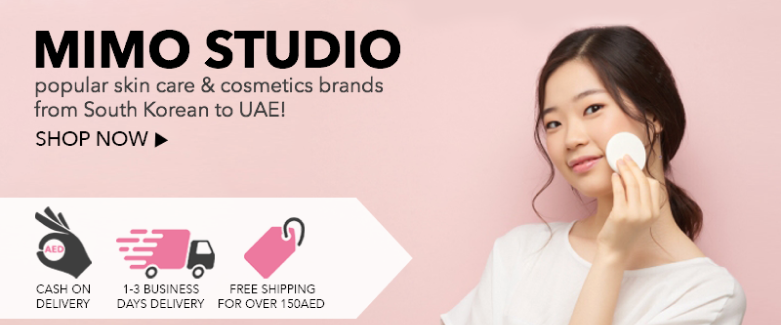 MIMO STUDIO
popular skin care & cosmetics brands
from South Korean to UAE!
SHOP NOW ▶
AED
CASH ON
DELIVERY
1-3 BUSINESS
DAYS DELIVERY
FREE SHIPPING
FOR OVER 150AED